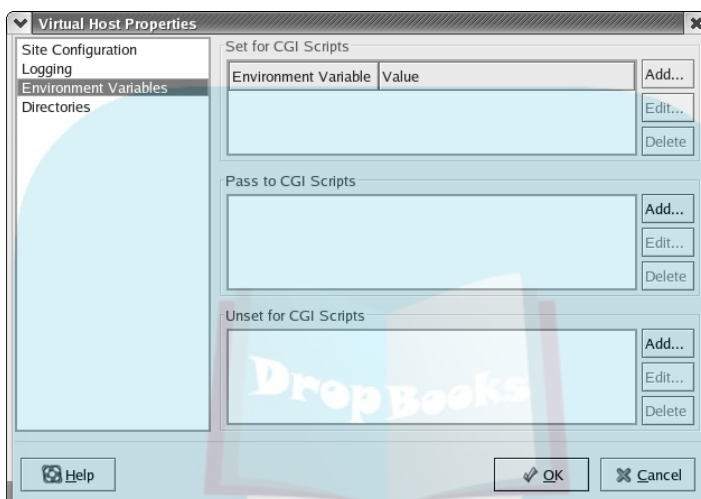 Virtual Host Properties
Site Configuration
Logging
Environment Variables
Directories
Set for CGI Scripts
Environment Variable Value
Add...
Edit...
Delete
Pass to CGI Scripts
Add...
Edit...
Delete
Unset for CGI Scripts
Add...
Edit...
Delete
DropBooks
Help
OK
Cancel